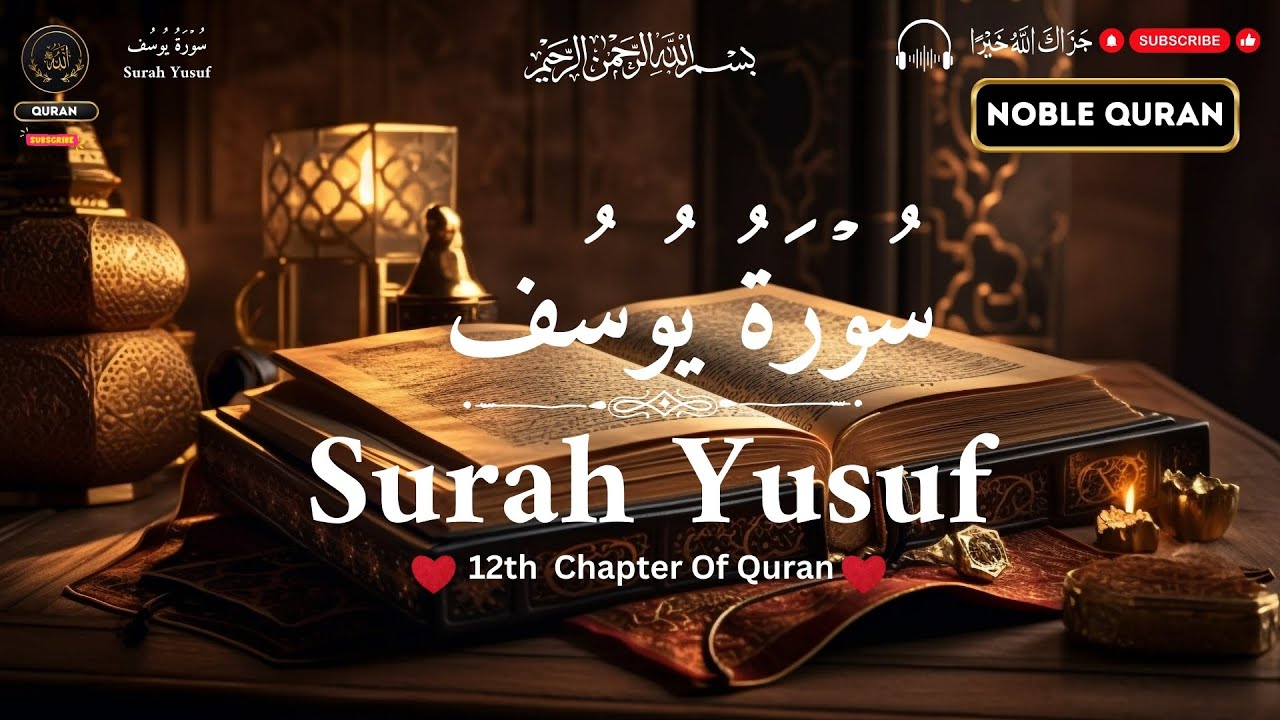 سُوْرَةُ يُوسُف
Surah Yusuf
الله
QURAN
SUBSCRIBE
بِسْمِ اللَّهِ الرَّحْمَنِ الرَّحِيمِ
جَزَاكَ اللَّهُ خَيْرًا
SUBSCRIBE
NOBLE QURAN
سُوْرَةُ يُوسُف
Surah Yusuf
12th Chapter Of Quran